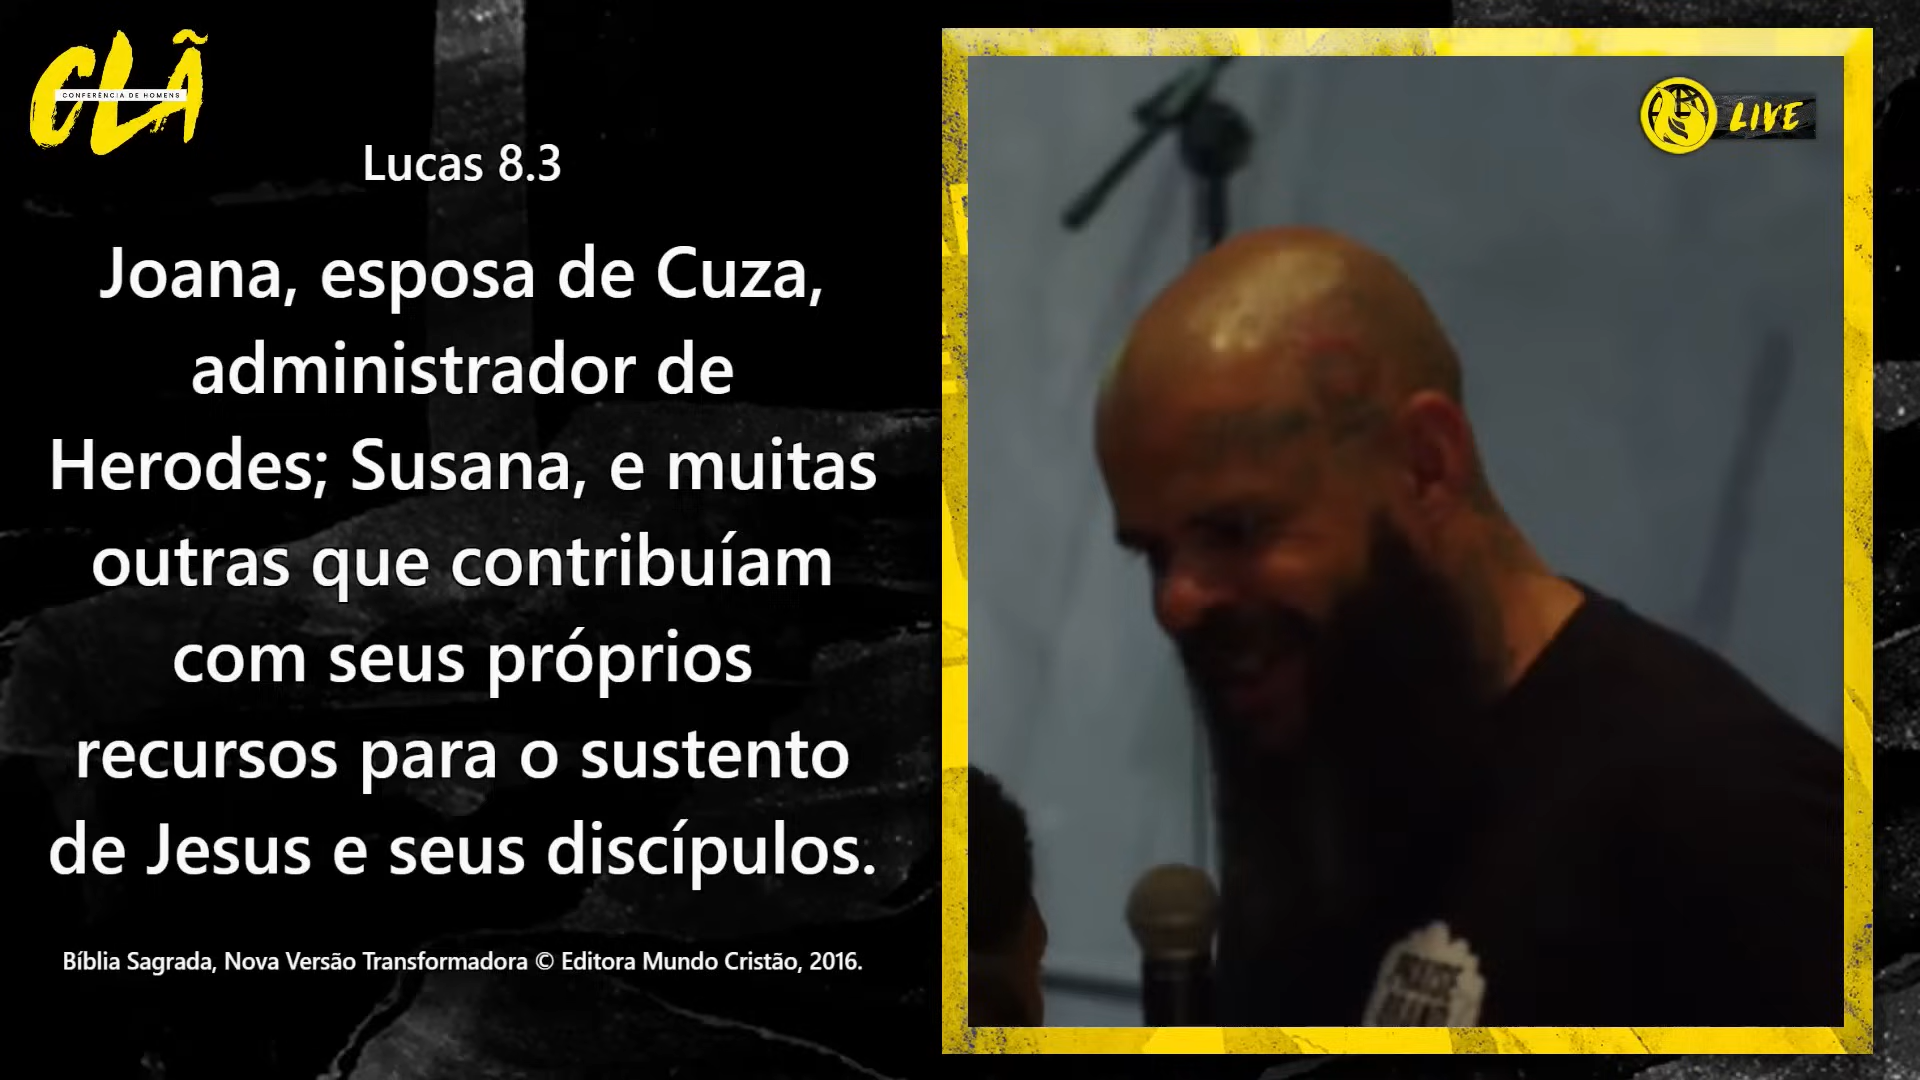 CLÃ
CONFERÊNCIA DE HOMENS
LIVE
Lucas 8.3
Joana, esposa de Cuza,
administrador de
Herodes; Susana, e muitas
outras que contribuíam
com seus próprios
recursos para o sustento
de Jesus e seus discípulos.
Bíblia Sagrada, Nova Versão Transformadora © Editora Mundo Cristão, 2016.